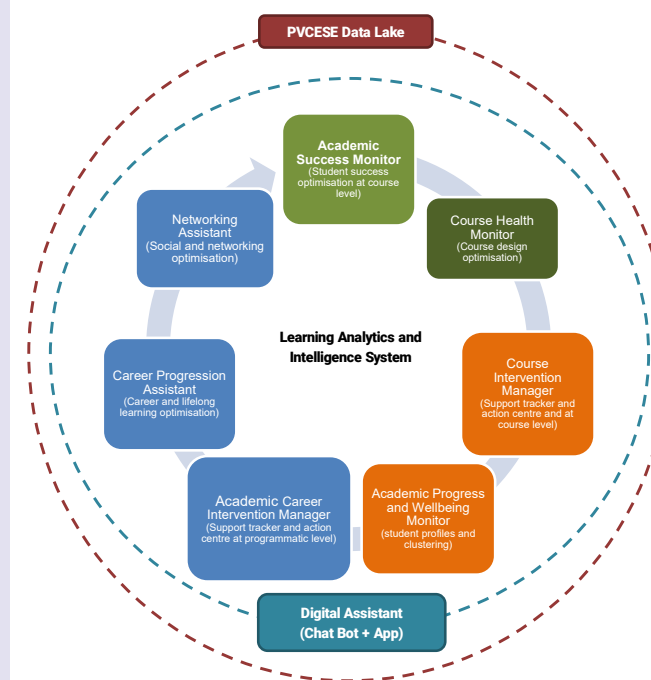 PVCESE Data Lake
Academic
Success Monitor
(Student success
optimisation at course
level)
Course Health
Monitor
(Course design
optimisation)
Networking
Assistant
(Social and networking
optimisation)
Learning Analytics and
Intelligence System
Course
Intervention
Manager
(Support tracker and
action centre and at
course level)
Career Progression
Assistant
(Career and lifelong
learning optimisation)
Academic Progress
and Wellbeing
Monitor
(student profiles and
clustering)
Academic Career
Intervention Manager
(Support tracker and action
centre at programmatic level)
Digital Assistant
(Chat Bot + App)